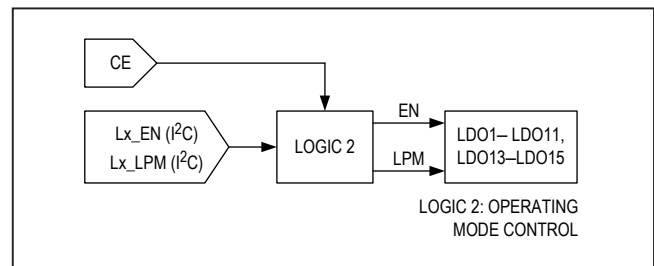 CE
Lx_EN (I²C)
Lx_LPM (I²C)
LOGIC 2
EN
LPM
LDO1– LDO11,
LDO13–LDO15
LOGIC 2: OPERATING
MODE CONTROL